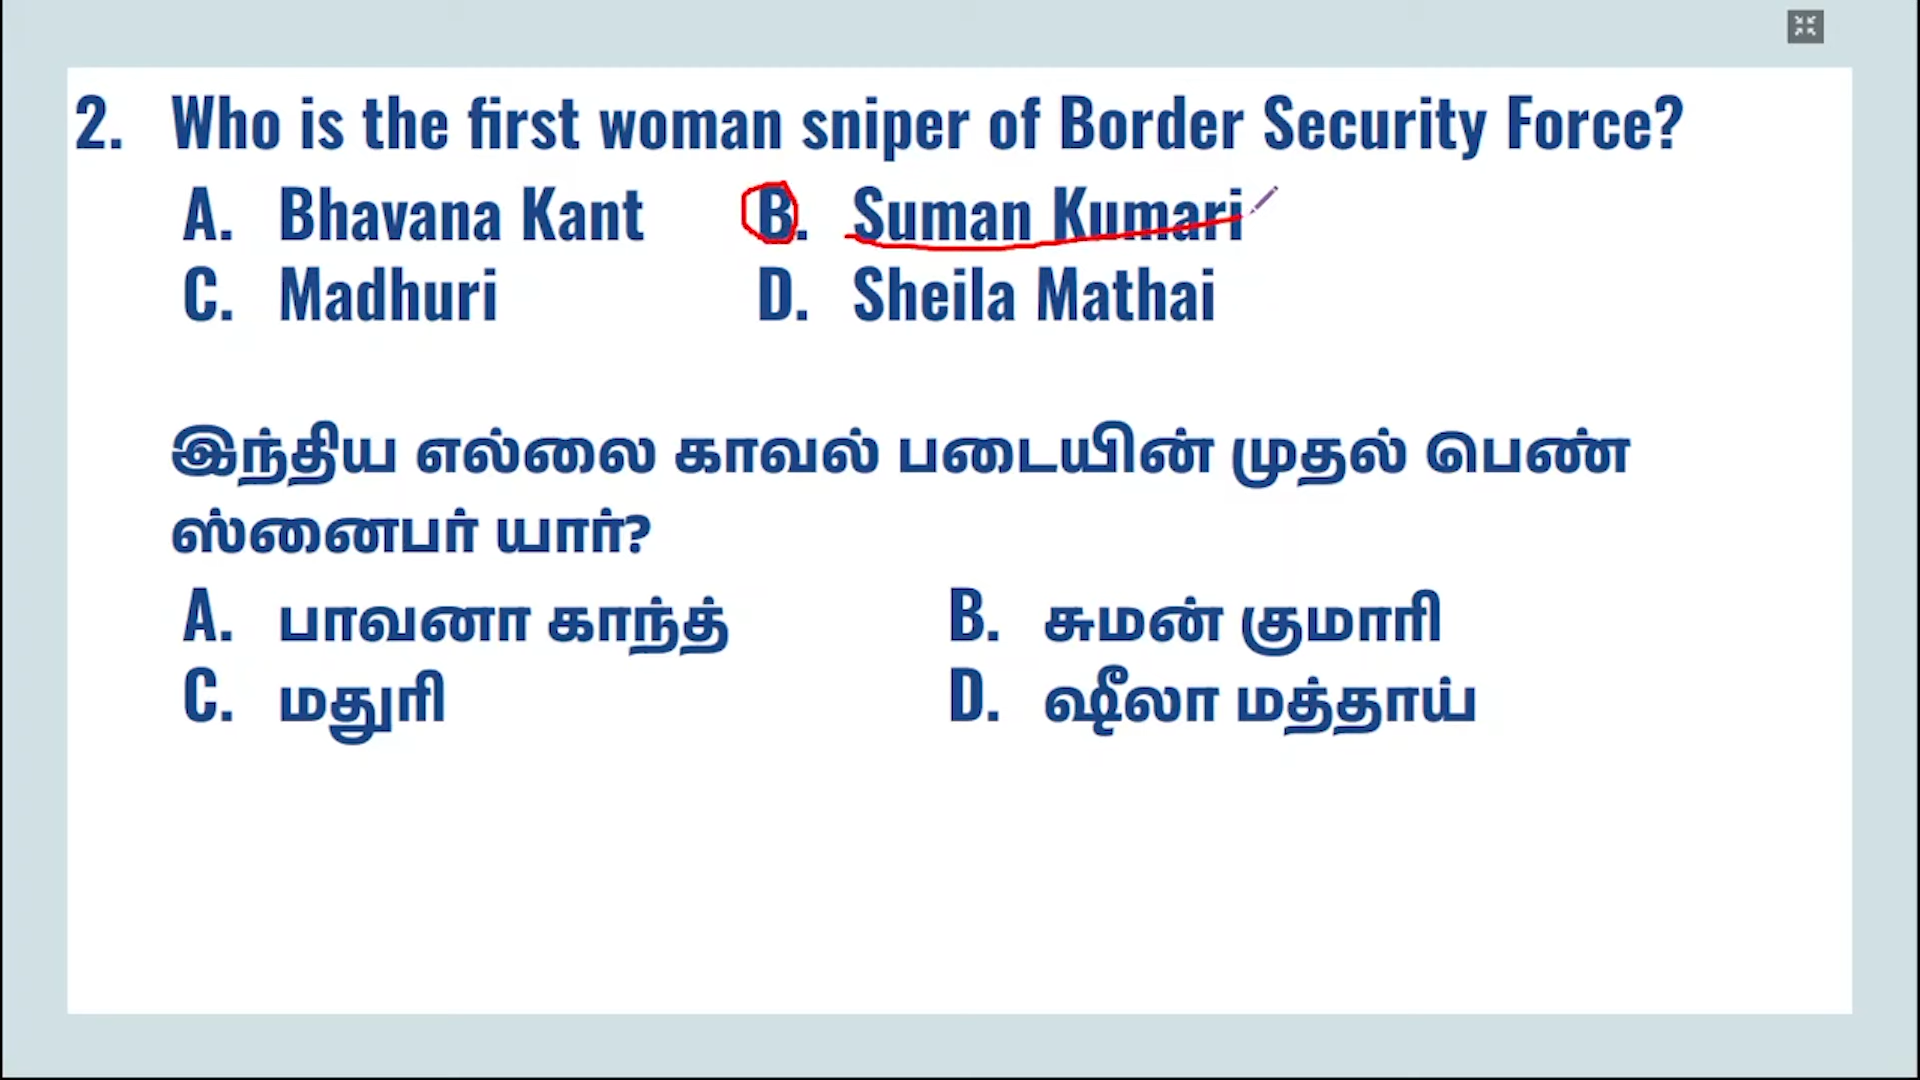 2. Who is the first woman sniper of Border Security Force?
A. Bhavana Kant B. Suman Kumari
C. Madhuri D. Sheila Mathai
இந்திய எல்லை காவல் படையின் முதல் பெண்
ஸ்னைபர் யார்?
A. பாவனா காந்த் B. சுமன் குமாரி
C. மதுரி D. ஷீலா மத்தாய்